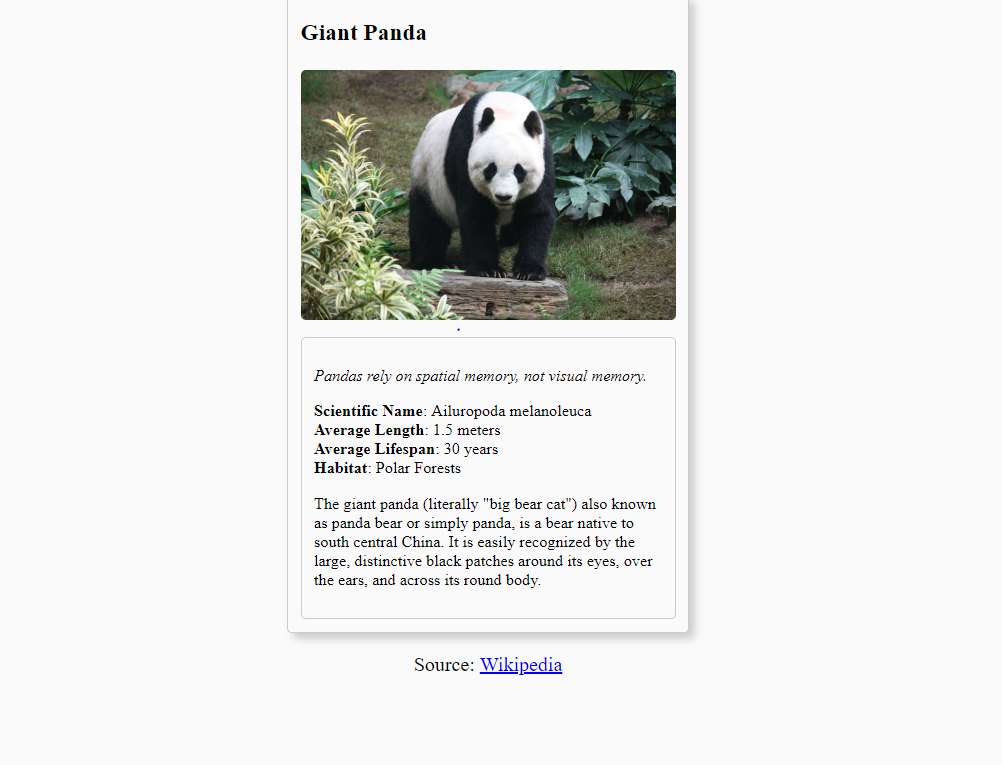 Giant Panda
.
Pandas rely on spatial memory, not visual memory.
Scientific Name: Ailuropoda melanoleuca
Average Length: 1.5 meters
Average Lifespan: 30 years
Habitat: Polar Forests
The giant panda (literally "big bear cat") also known
as panda bear or simply panda, is a bear native to
south central China. It is easily recognized by the
large, distinctive black patches around its eyes, over
the ears, and across its round body.
Source: Wikipedia